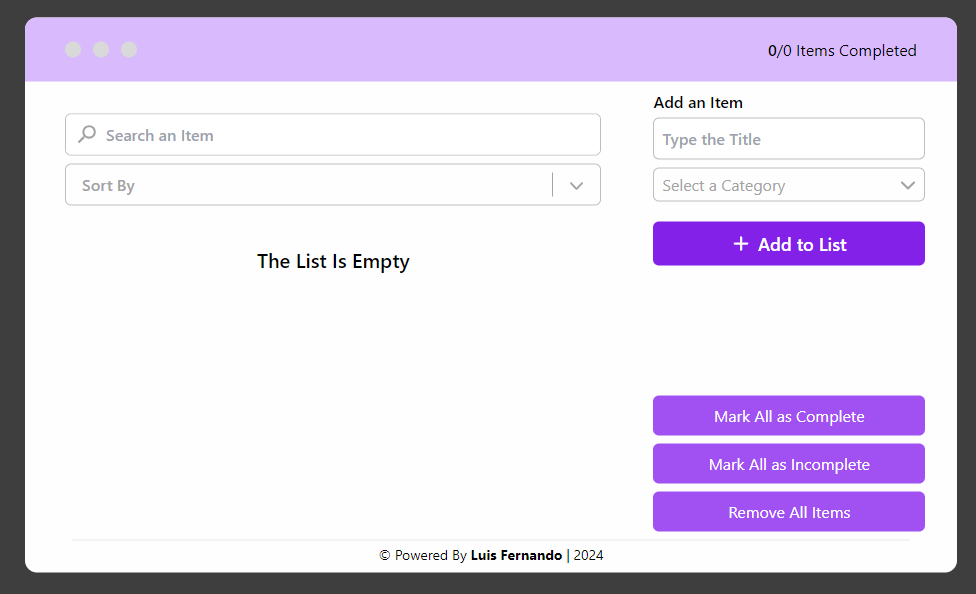 0/0 Items Completed
Search an Item
Sort By
The List Is Empty
Add an Item
Type the Title
Select a Category
Add to List
Mark All as Complete
Mark All as Incomplete
Remove All Items
© Powered By Luis Fernando | 2024